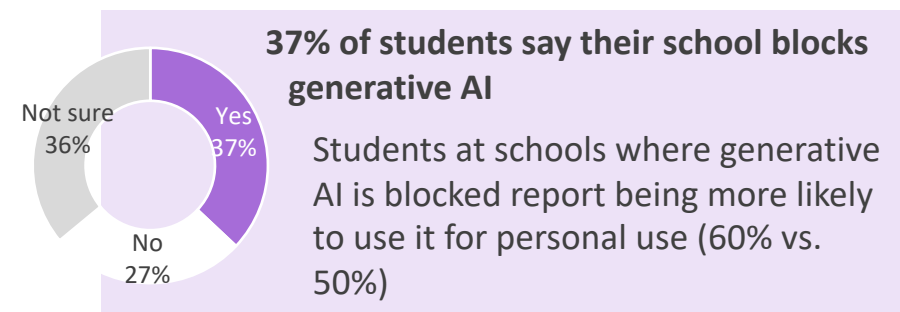 37% of students say their school blocks
generative AI
Not sure
36%
Yes
37%
No
27%
Students at schools where generative
AI is blocked report being more likely
to use it for personal use (60% vs.
50%)